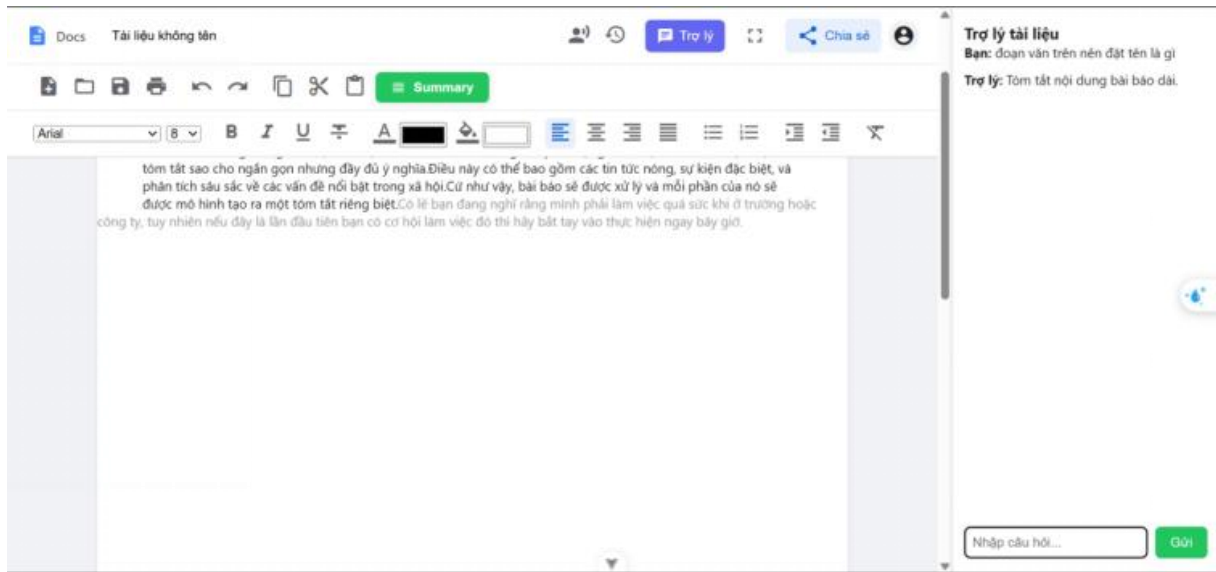 Docs Tài liệu không tên
Trợ lý
Chia sẻ
Summary
Arial 8
B I U
tóm tắt sao cho ngắn gọn nhưng đầy đủ ý nghĩa.Điều này có thể bao gồm các tin tức nóng, sự kiện đặc biệt, và
phân tích sâu sắc về các vấn đề nổi bật trong xã hội.Cứ như vậy, bài báo sẽ được xử lý và mỗi phần của nó sẽ
được mô hình tạo ra một tóm tắt riêng biệt.Có lẽ bạn đang nghĩ rằng mình phải làm việc quá sức khi ở trường hoặc
công ty, tuy nhiên nếu đây là lần đầu tiên bạn có cơ hội làm việc đó thì hãy bắt tay vào thực hiện ngay bây giờ.
Trợ lý tài liệu
Bạn: đoạn văn trên nên đặt tên là gì
Trợ lý: Tóm tắt nội dung bài báo dài.
Nhập câu hỏi...
Gửi